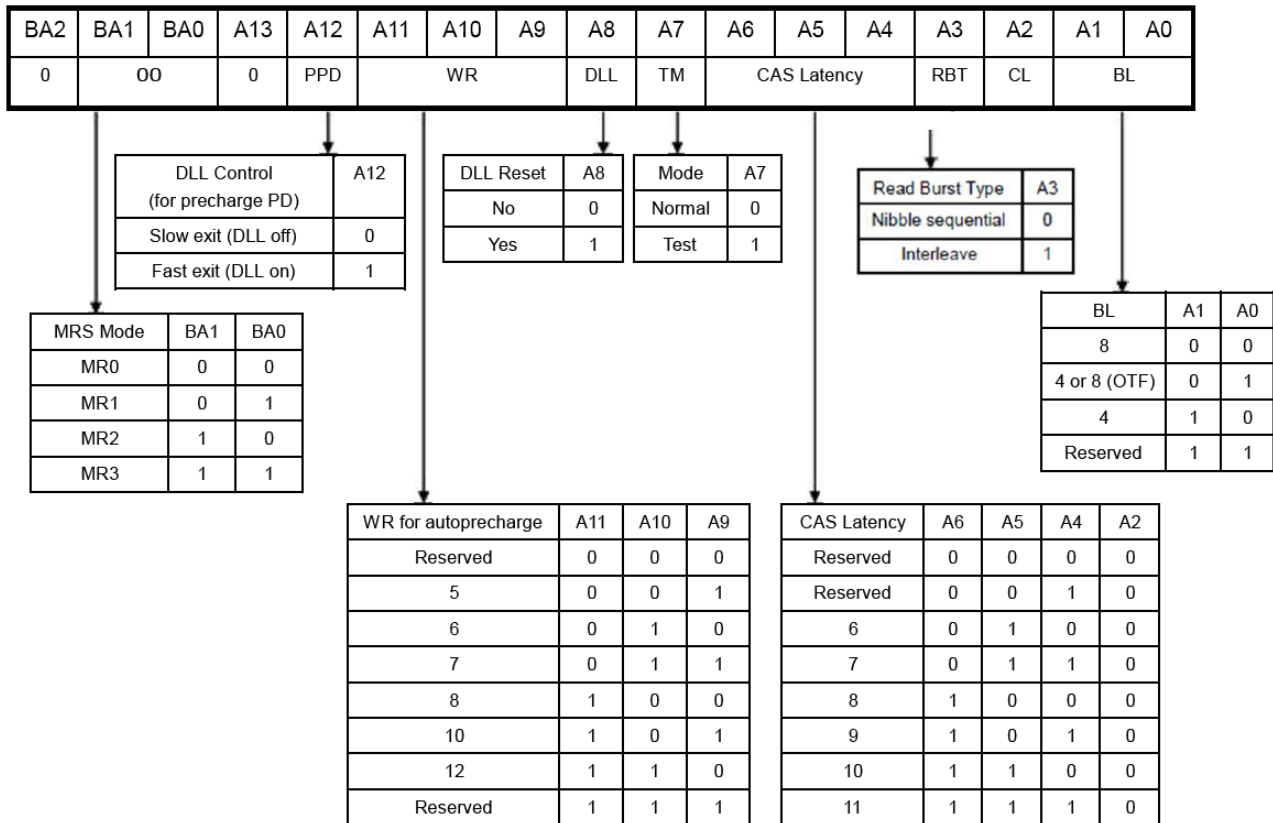 BA2 BA1 BA0 A13 A12 A11 A10 A9 A8 A7 A6 A5 A4 A3 A2 A1 A0
0 00 0 PPD WR DLL TM CAS Latency RBT CL BL
DLL Control A12
(for precharge PD)
Slow exit (DLL off) 0
Fast exit (DLL on) 1
DLL Reset A8
No 0
Yes 1
Mode A7
Normal 0
Test 1
Read Burst Type A3
Nibble sequential 0
Interleave 1
BL A1 A0
8 0 0
4 or 8 (OTF) 0 1
4 1 0
Reserved 1 1
MRS Mode BA1 BA0
MR0 0 0
MR1 0 1
MR2 1 0
MR3 1 1
WR for autoprecharge A11 A10 A9
Reserved 0 0 0
5 0 0 1
6 0 1 0
7 0 1 1
8 1 0 0
10 1 0 1
12 1 1 0
Reserved 1 1 1
CAS Latency A6 A5 A4 A2
Reserved 0 0 0 0
Reserved 0 0 1 0
6 0 1 0 0
7 0 1 1 0
8 1 0 0 0
9 1 0 1 0
10 1 1 0 0
11 1 1 1 0